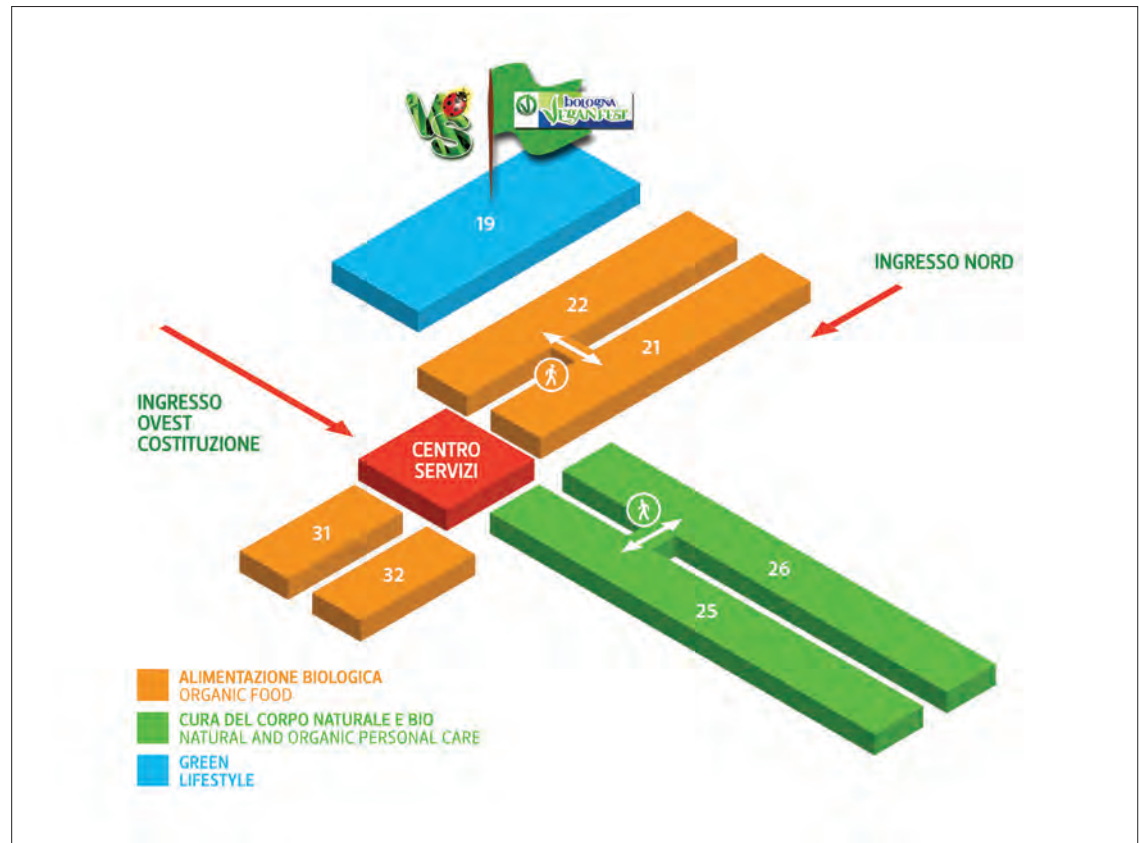 VS
bologna
VEGANFEST
19
INGRESSO NORD
22
21
INGRESSO
OVEST
COSTITUZIONE
CENTRO
SERVIZI
31
32
26
25
ALIMENTAZIONE BIOLOGICA
ORGANIC FOOD
CURA DEL CORPO NATURALE E BIO
NATURAL AND ORGANIC PERSONAL CARE
GREEN
LIFESTYLE